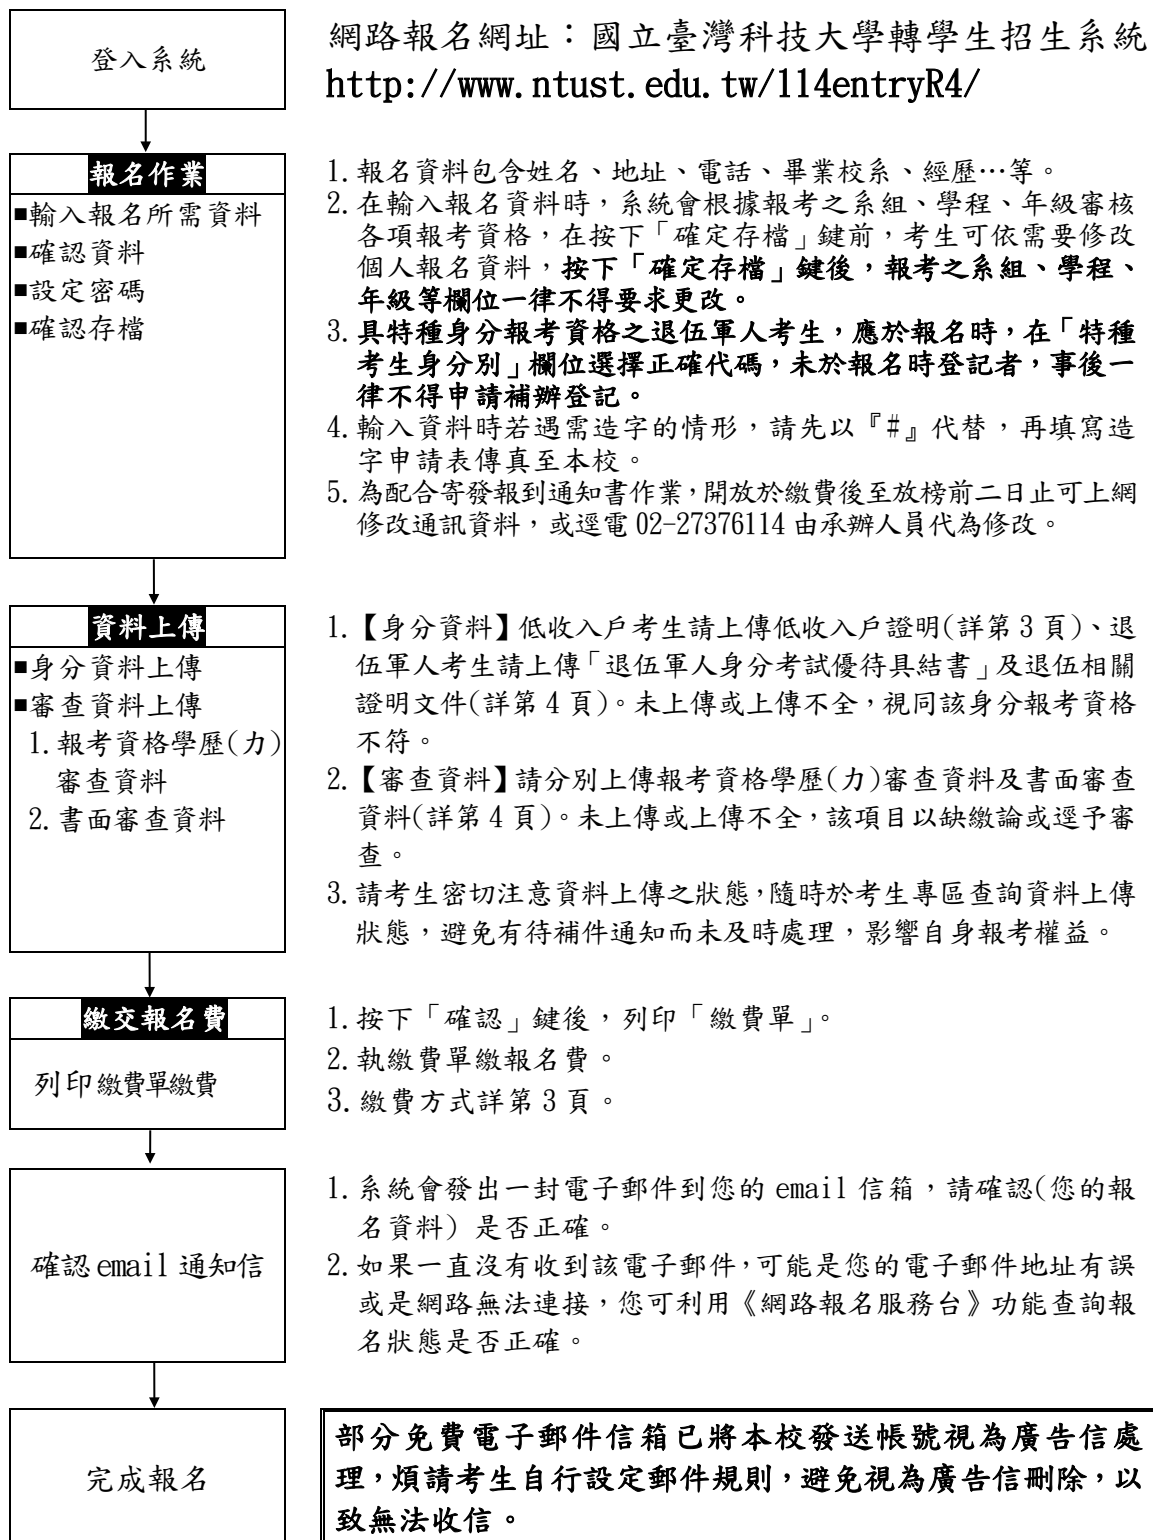 登入系統
網路報名網址：國立臺灣科技大學轉學生招生系統
http://www.ntust.edu.tw/114entryR4/
報名作業
■輸入報名所需資料
■確認資料
■設定密碼
■確認存檔
1.報名資料包含姓名、地址、電話、畢業校系、經歷…等。
2.在輸入報名資料時，系統會根據報考之系組、學程、年級審核
各項報考資格，在按下「確定存檔」鍵前，考生可依需要修改
個人報名資料，按下「確定存檔」鍵後，報考之系組、學程、
年級等欄位一律不得要求更改。
3.具特種身分報考資格之退伍軍人考生，應於報名時，在「特種
考生身分別」欄位選擇正確代碼，未於報名時登記者，事後一
律不得申請補辦登記。
4.輸入資料時若遇需造字的情形，請先以『#』代替，再填寫造
字申請表傳真至本校。
5.為配合寄發報到通知書作業，開放於繳費後至放榜前二日止可上網
修改通訊資料，或逕電 02-27376114 由承辦人員代為修改。
資料上傳
■身分資料上傳
■審查資料上傳
1.報考資格學歷(力)
審查資料
2.書面審查資料
1.【身分資料】低收入戶考生請上傳低收入戶證明(詳第 3 頁)、退
伍軍人考生請上傳「退伍軍人身分考試優待具結書」及退伍相關
證明文件(詳第 4 頁)。未上傳或上傳不全，視同該身分報考資格
不符。
2.【審查資料】請分別上傳報考資格學歷(力)審查資料及書面審查
資料(詳第 4 頁)。未上傳或上傳不全，該項目以缺繳論或逕予審
查。
3.請考生密切注意資料上傳之狀態，隨時於考生專區查詢資料上傳
狀態，避免有待補件通知而未及時處理，影響自身報考權益。
繳交報名費
列印繳費單繳費
1.按下「確認」鍵後，列印「繳費單」。
2.執繳費單繳報名費。
3.繳費方式詳第 3 頁。
確認 email 通知信
1.系統會發出一封電子郵件到您的 email 信箱，請確認(您的報
名資料) 是否正確。
2.如果一直沒有收到該電子郵件，可能是您的電子郵件地址有誤
或是網路無法連接，您可利用《網路報名服務台》功能查詢報
名狀態是否正確。
完成報名
部分免費電子郵件信箱已將本校發送帳號視為廣告信處
理，煩請考生自行設定郵件規則，避免視為廣告信刪除，以
致無法收信。